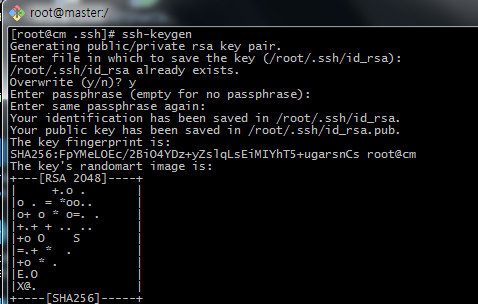 root@master:/
[root@cm .ssh]# ssh-keygen
Generating public/private rsa key pair.
Enter file in which to save the key (/root/.ssh/id_rsa):
/root/.ssh/id_rsa already exists.
Overwrite (y/n)? y
Enter passphrase (empty for no passphrase):
Enter same passphrase again:
Your identification has been saved in /root/.ssh/id_rsa.
Your public key has been saved in /root/.ssh/id_rsa.pub.
The key fingerprint is:
SHA256:FpYMeLOEc/2BiO4YDz+yZslqLsEiMIYhT5+ugarsnCs root@cm
The key's randomart image is:
+---[RSA 2048]----+
|     +.o .       |
|o . = *oo..      |
|o+ o * o=. .     |
|+.+ + .. ..      |
|+o O    S        |
|=.+ *  .         |
|+o * .           |
|E.O              |
|X@.              |
+----[SHA256]-----+